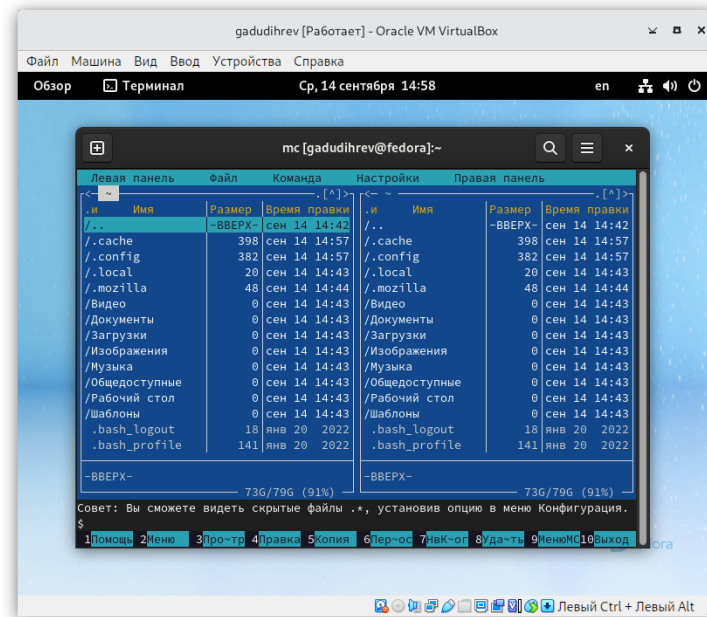 gadudihrev [Работает] - Oracle VM VirtualBox
Файл Машина Вид Ввод Устройства Справка
Обзор Терминал Ср, 14 сентября 14:58 en
mc [gadudihrev@fedora]:~
Левая панель Файл Команда Настройки Правая панель
<— ~ .[^]> <— ~ .[^]>
.и Имя Размер Время правки .и Имя Размер Время правки
/.. -ВВЕРХ- сен 14 14:42 /.. -ВВЕРХ- сен 14 14:42
/.cache 398 сен 14 14:57 /.cache 398 сен 14 14:57
/.config 382 сен 14 14:57 /.config 382 сен 14 14:57
/.local 20 сен 14 14:43 /.local 20 сен 14 14:43
/.mozilla 48 сен 14 14:44 /.mozilla 48 сен 14 14:44
/Видео 0 сен 14 14:43 /Видео 0 сен 14 14:43
/Документы 0 сен 14 14:43 /Документы 0 сен 14 14:43
/Загрузки 0 сен 14 14:43 /Загрузки 0 сен 14 14:43
/Изображения 0 сен 14 14:43 /Изображения 0 сен 14 14:43
/Музыка 0 сен 14 14:43 /Музыка 0 сен 14 14:43
/Общедоступные 0 сен 14 14:43 /Общедоступные 0 сен 14 14:43
/Рабочий стол 0 сен 14 14:43 /Рабочий стол 0 сен 14 14:43
/Шаблоны 0 сен 14 14:43 /Шаблоны 0 сен 14 14:43
.bash_logout 18 янв 20 2022 .bash_logout 18 янв 20 2022
.bash_profile 141 янв 20 2022 .bash_profile 141 янв 20 2022
-ВВЕРХ- -ВВЕРХ-
73G/79G (91%) 73G/79G (91%)
Совет: Вы сможете видеть скрытые файлы .*, установив опцию в меню Конфигурация.
$
1Помощь 2Меню 3Про~тр 4Правка 5Копия 6Пер~ос 7НвК~ог 8Уда~ть 9МенюMC 10Выход
Левый Ctrl + Левый Alt